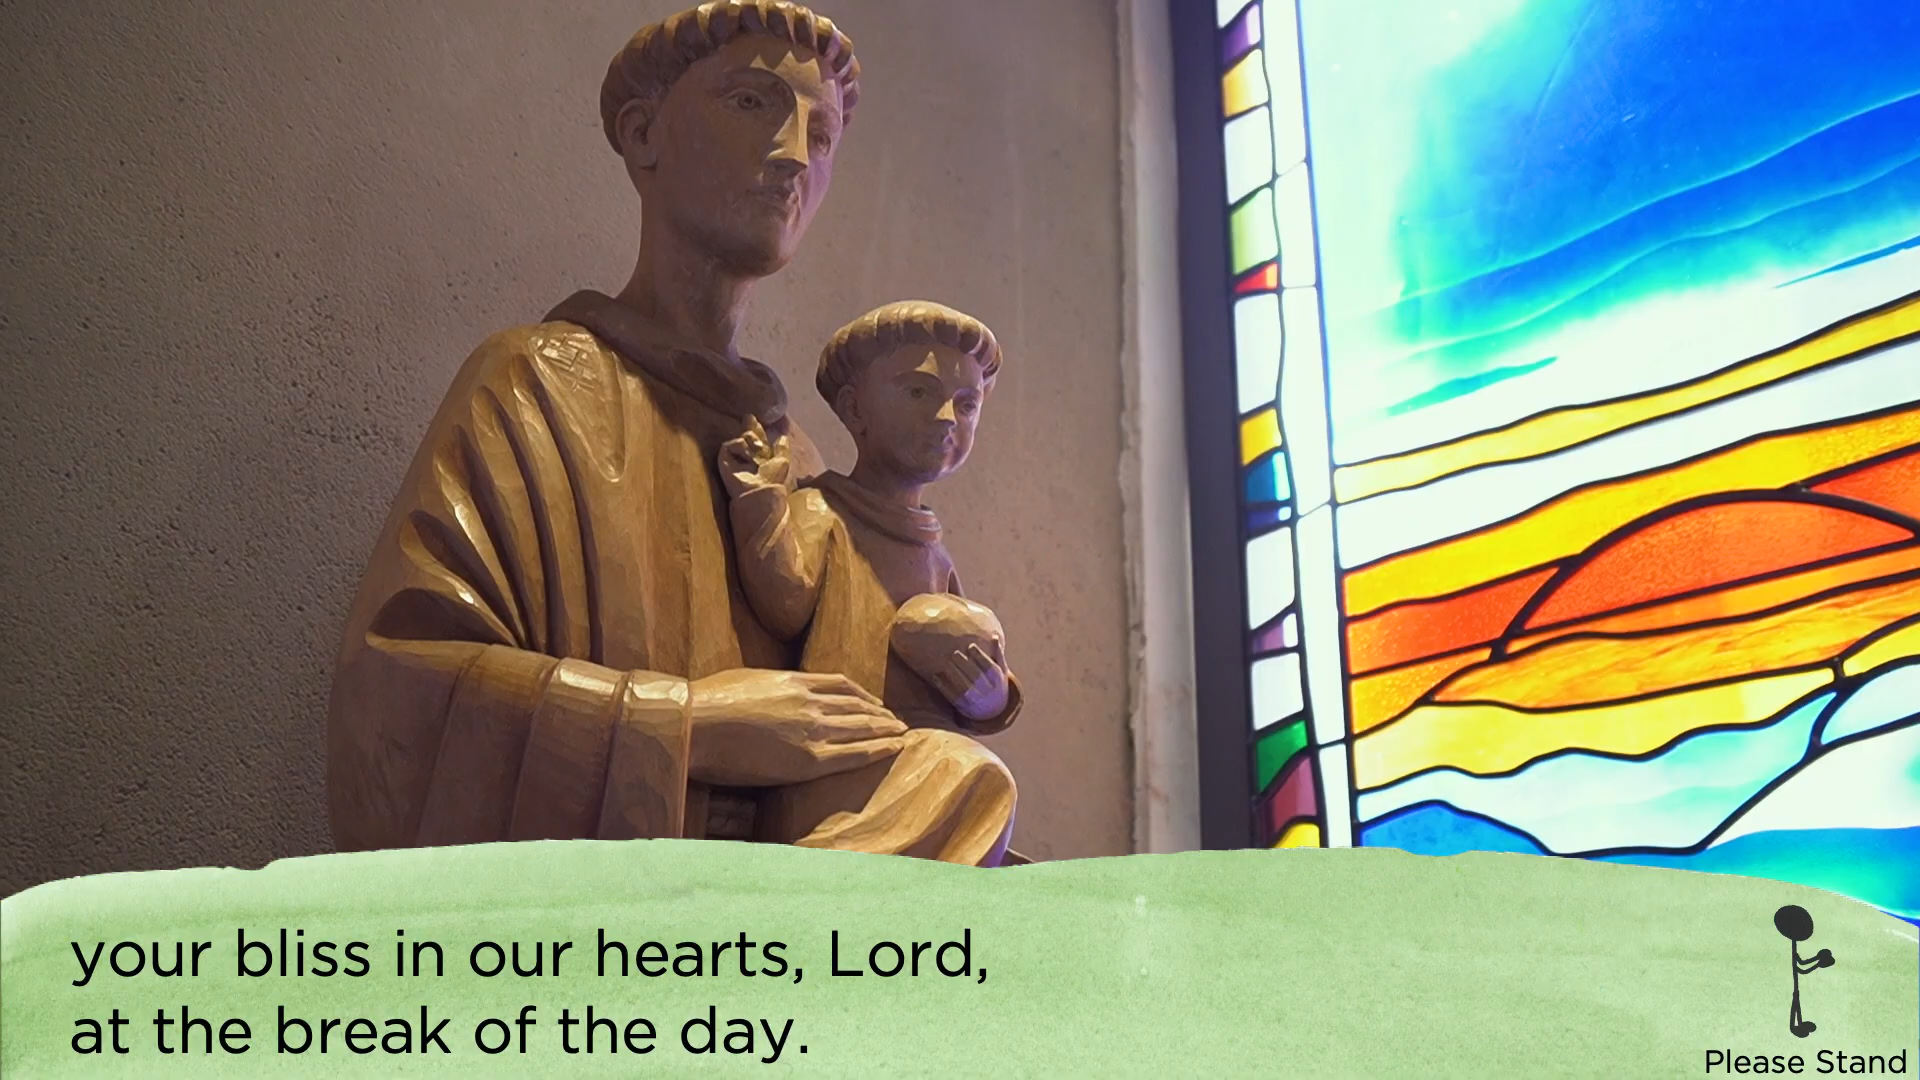 your bliss in our hearts, Lord,
at the break of the day.
Please Stand